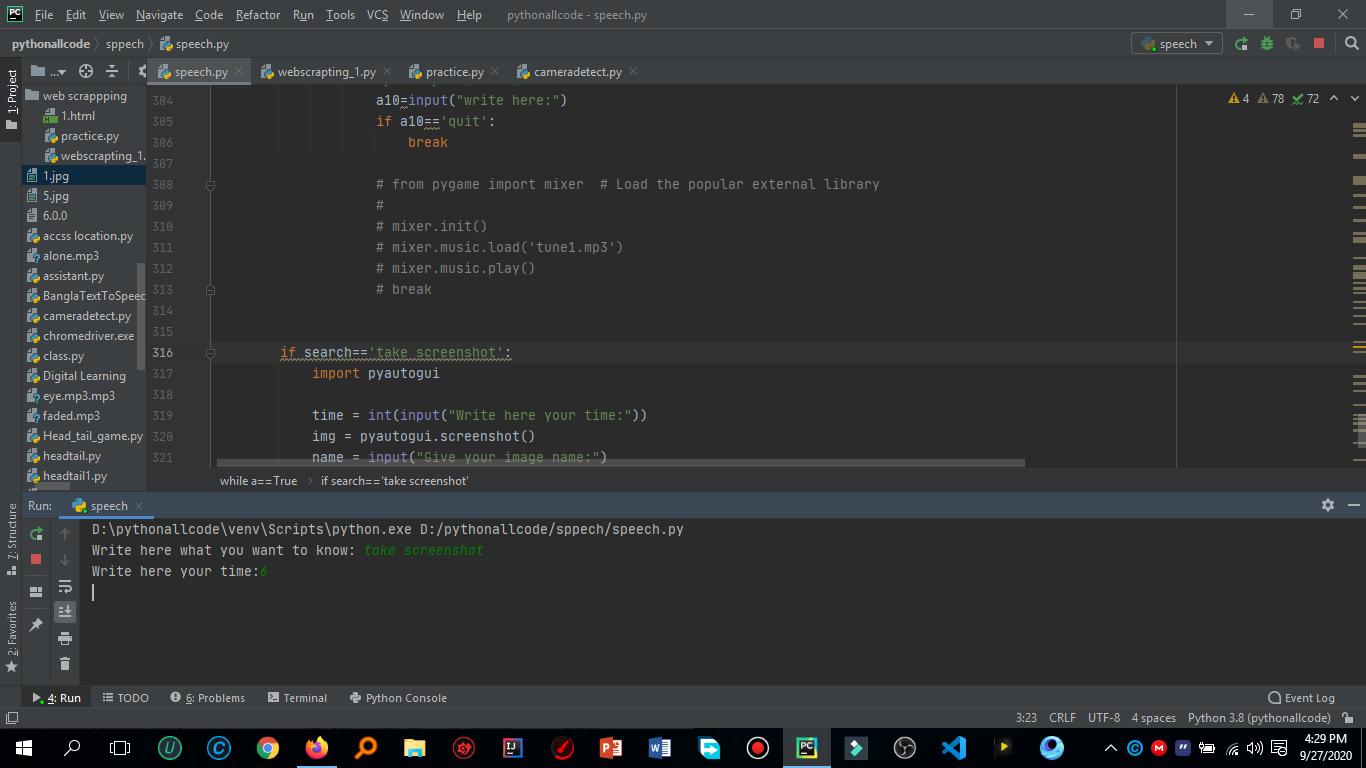 File Edit View Navigate Code Refactor Run Tools VCS Window Help pythonallcode - speech.py
pythonallcode sppech speech.py speech
1: Project
speech.py webscrapting_1.py practice.py cameradetect.py
web scrappping
1.html
practice.py
webscrapting_1.
1.jpg
5.jpg
6.0.0
accss location.py
alone.mp3
assistant.py
BanglaTextToSpeec
cameradetect.py
chromedriver.exe
class.py
Digital Learning
eye.mp3.mp3
faded.mp3
Head_tail_game.py
headtail.py
headtail1.py
4 78 72
304 a10=input("write here:")
305 if a10=='quit':
306 break
307
308 # from pygame import mixer  # Load the popular external library
309 #
310 # mixer.init()
311 # mixer.music.load('tune1.mp3')
312 # mixer.music.play()
313 # break
314
315
316 if search=='take screenshot':
317 import pyautogui
318
319 time = int(input("Write here your time:"))
320 img = pyautogui.screenshot()
321 name = input("Give your image name:")
while a==True if search=='take screenshot'
Run: speech
7: Structure
2: Favorites
D:\pythonallcode\venv\Scripts\python.exe D:/pythonallcode/sppech/speech.py
Write here what you want to know: take screenshot
Write here your time:6
4: Run TODO 6: Problems Terminal Python Console Event Log
3:23 CRLF UTF-8 4 spaces Python 3.8 (pythonallcode)
4:29 PM
9/27/2020